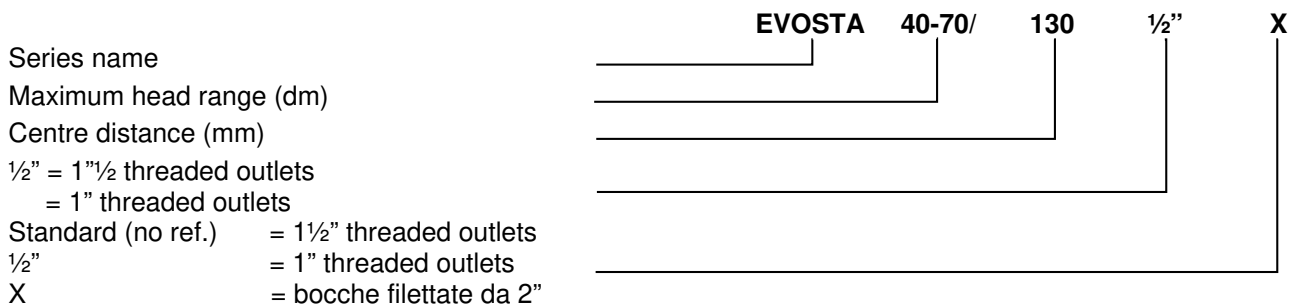 EVOSTA 40-70/ 130 ½” X
Series name
Maximum head range (dm)
Centre distance (mm)
½” = 1”½ threaded outlets
= 1” threaded outlets
Standard (no ref.) = 1½” threaded outlets
½” = 1” threaded outlets
X = bocche filettate da 2”